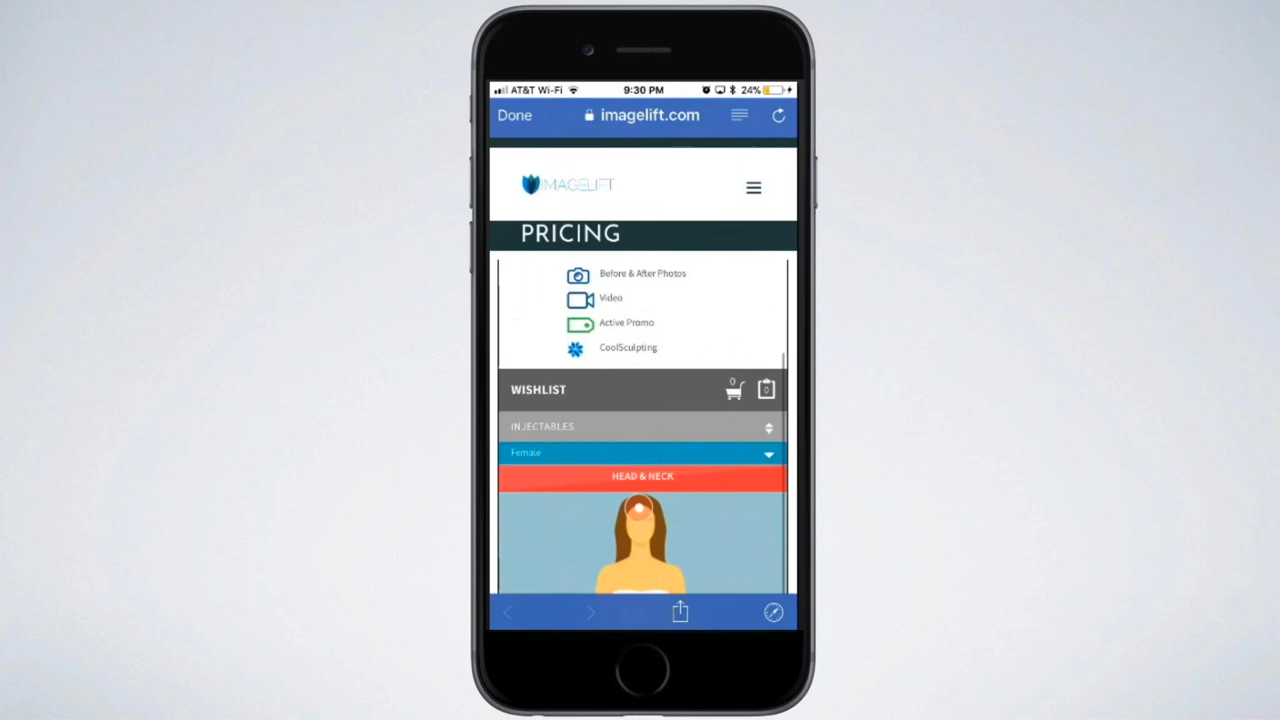 AT&T Wi-Fi 9:30 PM 24%
Done imagelift.com
IMAGELIFT
PRICING
Before & After Photos
Video
Active Promo
CoolSculpting
WISHLIST 0 0
INJECTABLES
Female
HEAD & NECK